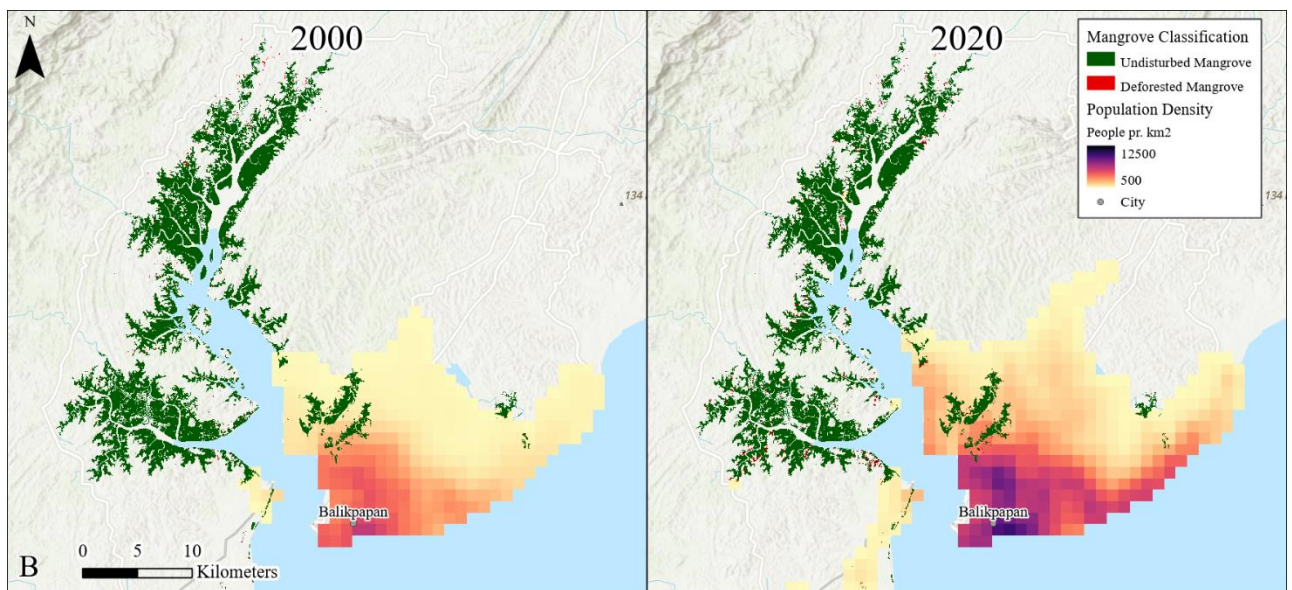 N
2000
2020
Mangrove Classification
Undisturbed Mangrove
Deforested Mangrove
Population Density
People pr. km2
12500
500
City
134
Balikpapan
Balikpapan
0 5 10
Kilometers
B